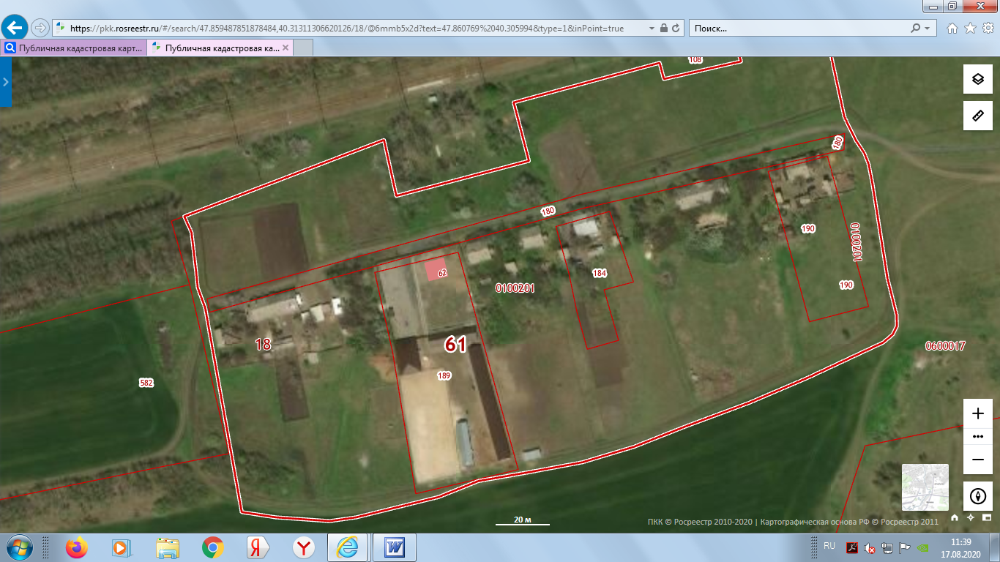 https://pkk.rosreestr.ru/#/search/47.859487851878484,40.31311306620126/18/@6mmb5x2d?text=47.860769%2040.305994&type=1&inPoint=true
Поиск...
Публичная кадастровая карт...
Публичная кадастровая ка...
108
180
180
190
0100201
62
184
0100201
190
18
61
189
582
0600017
20 м
ПКК © Росреестр 2010-2020 | Картографическая основа РФ © Росреестр 2011
RU
11:39
17.08.2020